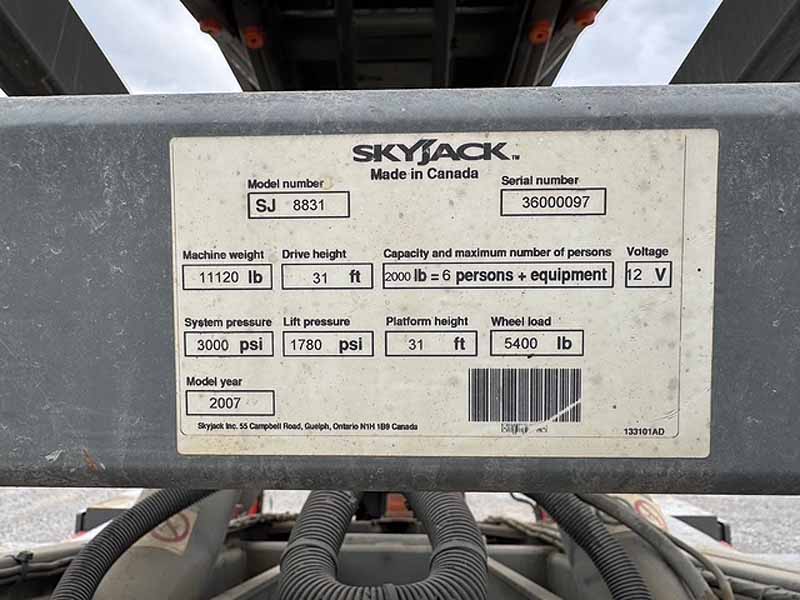 SKYJACK™
Made in Canada
Model number Serial number
SJ 8831 36000097
Machine weight Drive height Capacity and maximum number of persons Voltage
11120 lb 31 ft 2000 lb = 6 persons + equipment 12 V
System pressure Lift pressure Platform height Wheel load
3000 psi 1780 psi 31 ft 5400 lb
Model year
2007
Skyjack Inc. 55 Campbell Road, Guelph, Ontario N1H 1B9 Canada
133101AD